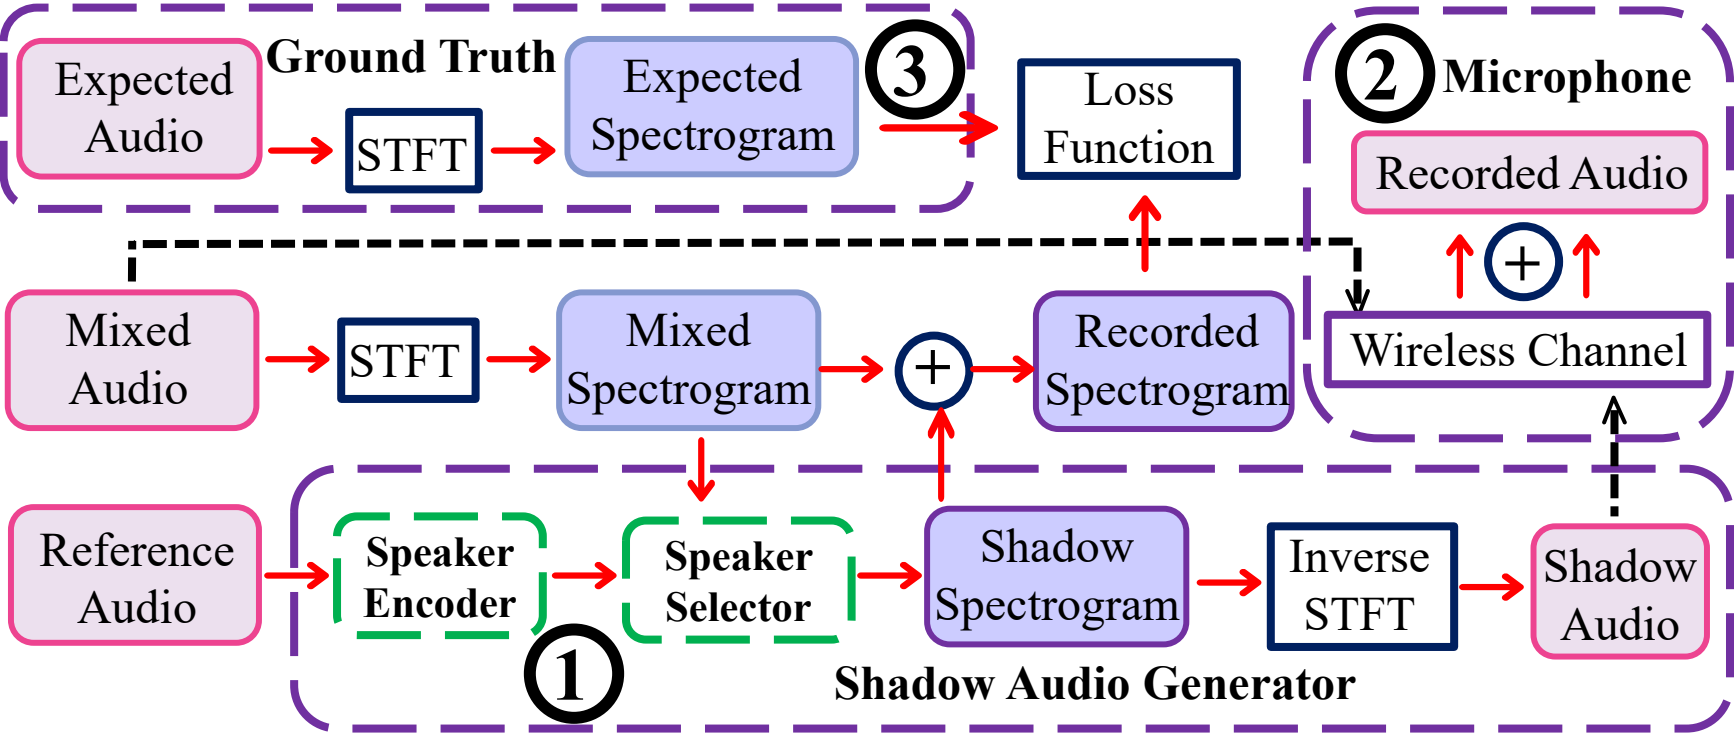 Ground Truth
Expected
Audio
STFT
Expected
Spectrogram
3
Loss
Function
2
Microphone
Recorded Audio
+
Wireless Channel
Mixed
Audio
STFT
Mixed
Spectrogram
+
Recorded
Spectrogram
Reference
Audio
Speaker
Encoder
1
Speaker
Selector
Shadow
Spectrogram
Inverse
STFT
Shadow
Audio
Shadow Audio Generator